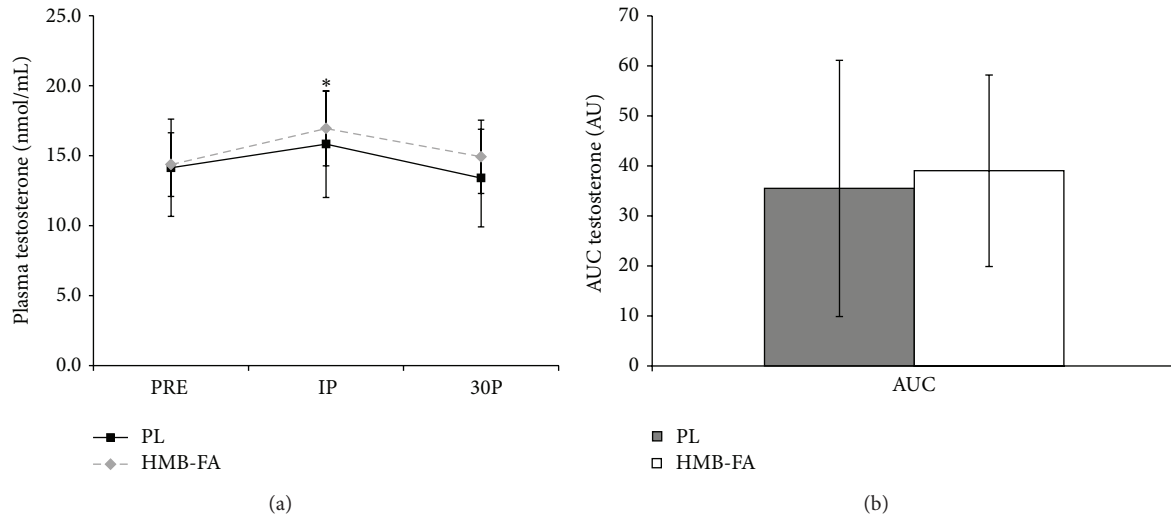 25.0
20.0
15.0
10.0
5.0
0.0
Plasma testosterone (nmol/mL)
*
PRE IP 30P
PL
HMB-FA
(a)
70
60
50
40
30
20
10
0
AUC testosterone (AU)
AUC
PL
HMB-FA
(b)